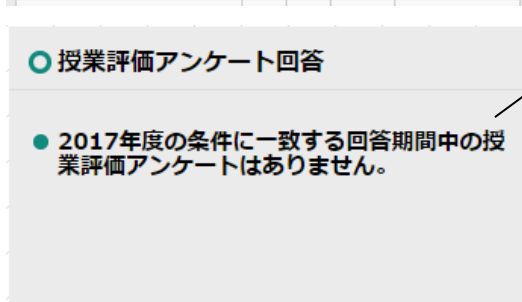 授業評価アンケート回答
2017年度の条件に一致する回答期間中の授
業評価アンケートはありません。